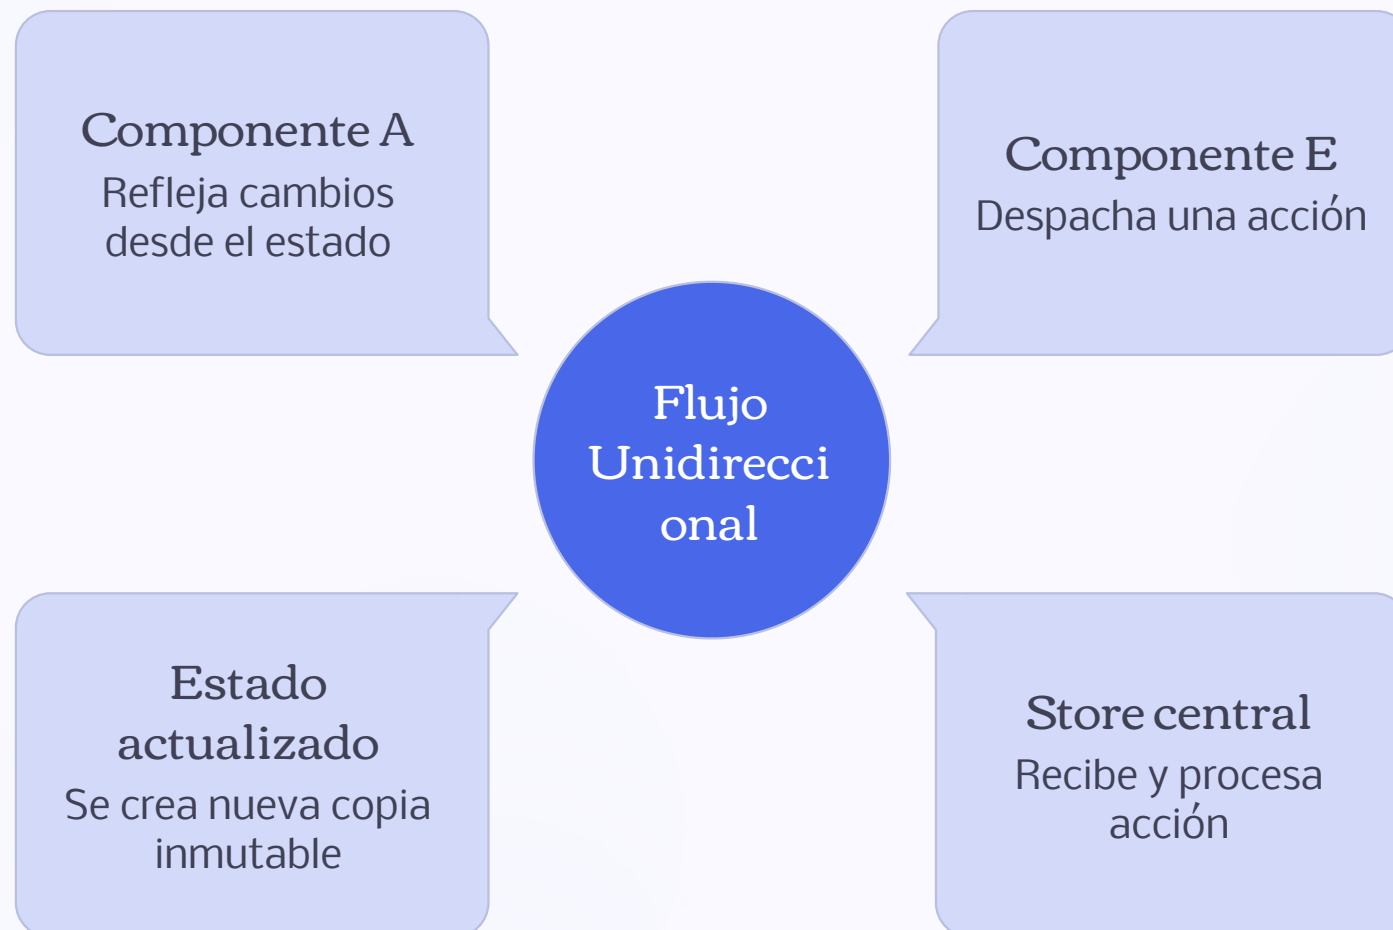 Componente A
Refleja cambios
desde el estado
Componente E
Despacha una acción
Flujo
Unidirecci
onal
Estado
actualizado
Se crea nueva copia
inmutable
Store central
Recibe y procesa
acción